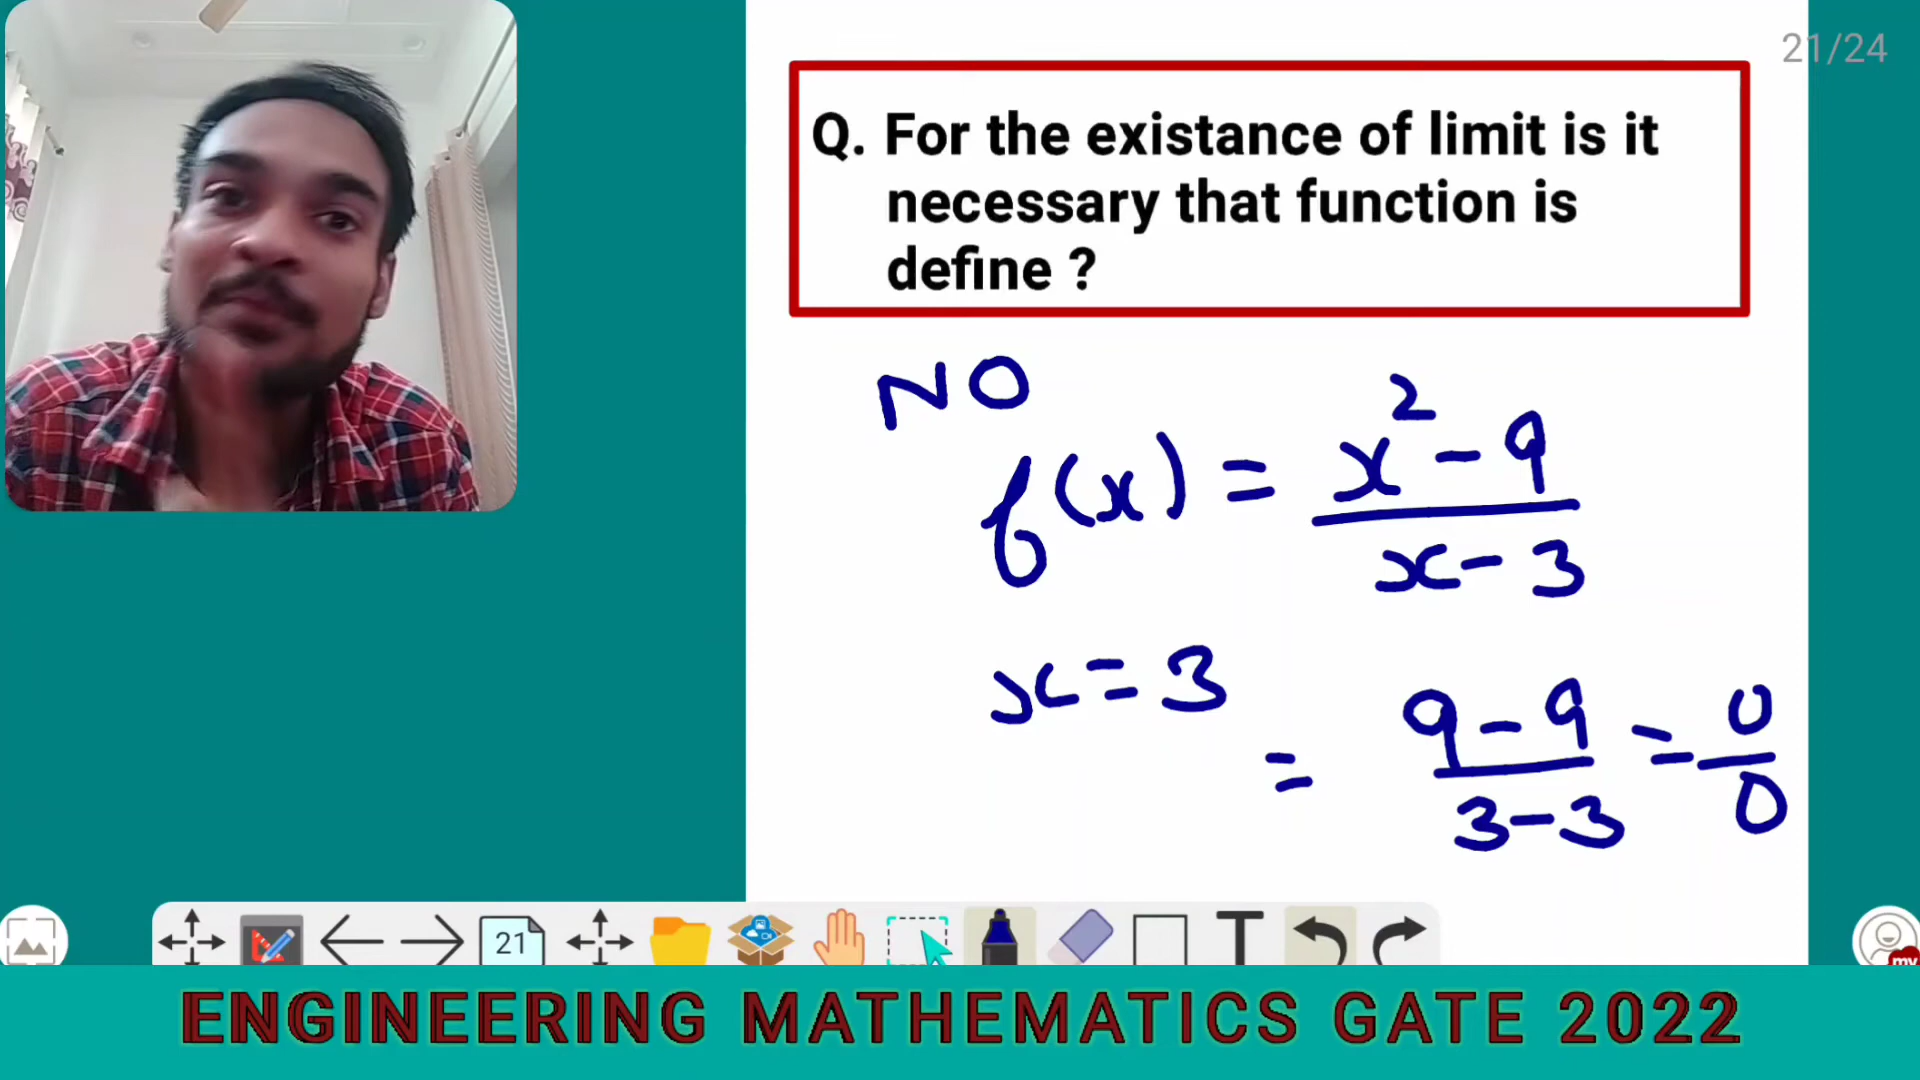 21/24
Q. For the existance of limit is it
necessary that function is
define ?
NO
f(x) = x² - 9 / x - 3
x = 3
= 9 - 9 / 3 - 3 = 0 / 0
21
T
my
ENGINEERING MATHEMATICS GATE 2022